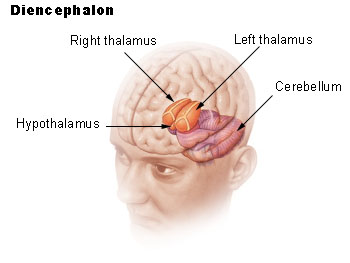 Diencephalon
Right thalamus
Left thalamus
Cerebellum
Hypothalamus